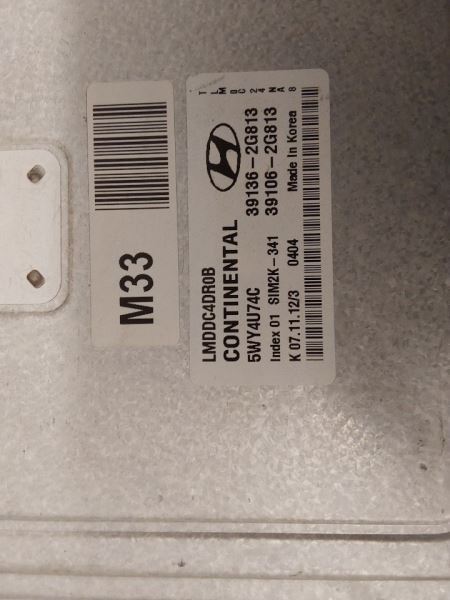 M33
TLMBC24NA8
LMDDC4DR0B
CONTINENTAL 39136-2G813
5WY4U74C 39106-2G813
Index 01 SIM2K-341
K 07.11.12/3 0404 Made In Korea